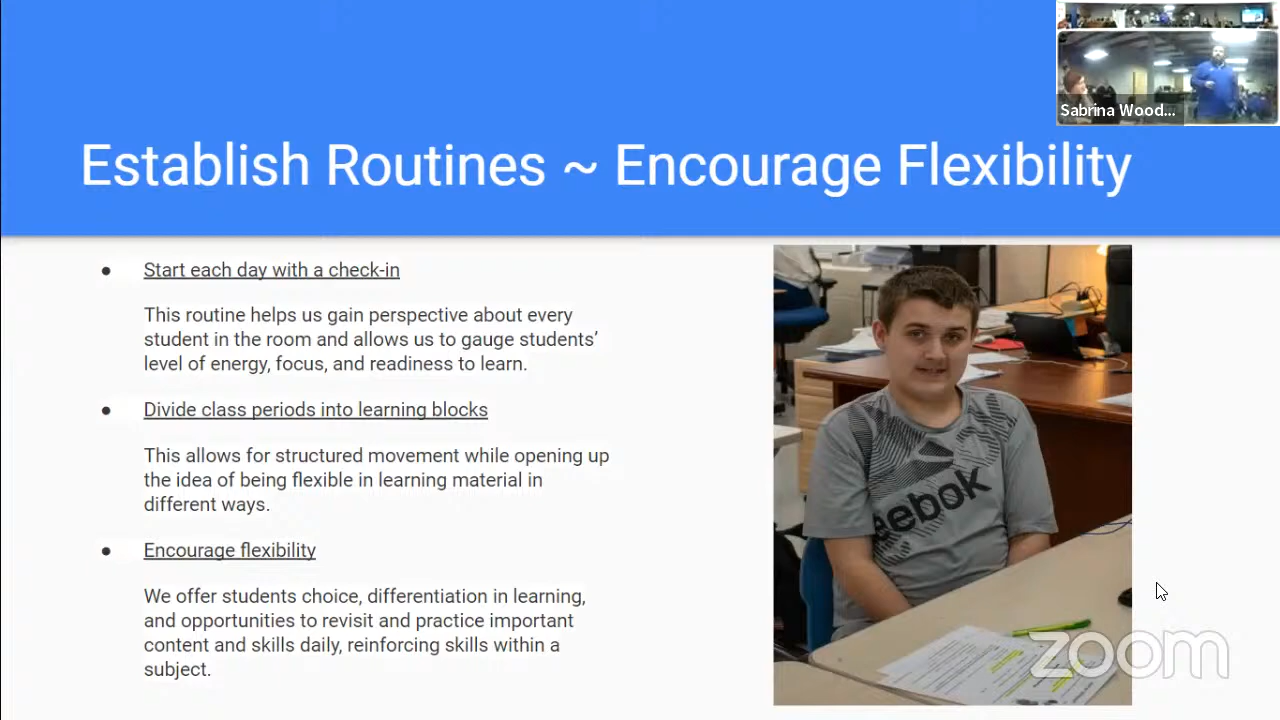 Sabrina Wood...
Establish Routines ~ Encourage Flexibility
● Start each day with a check-in
This routine helps us gain perspective about every
student in the room and allows us to gauge students’
level of energy, focus, and readiness to learn.
● Divide class periods into learning blocks
This allows for structured movement while opening up
the idea of being flexible in learning material in
different ways.
● Encourage flexibility
We offer students choice, differentiation in learning,
and opportunities to revisit and practice important
content and skills daily, reinforcing skills within a
subject.
eebok
zoom